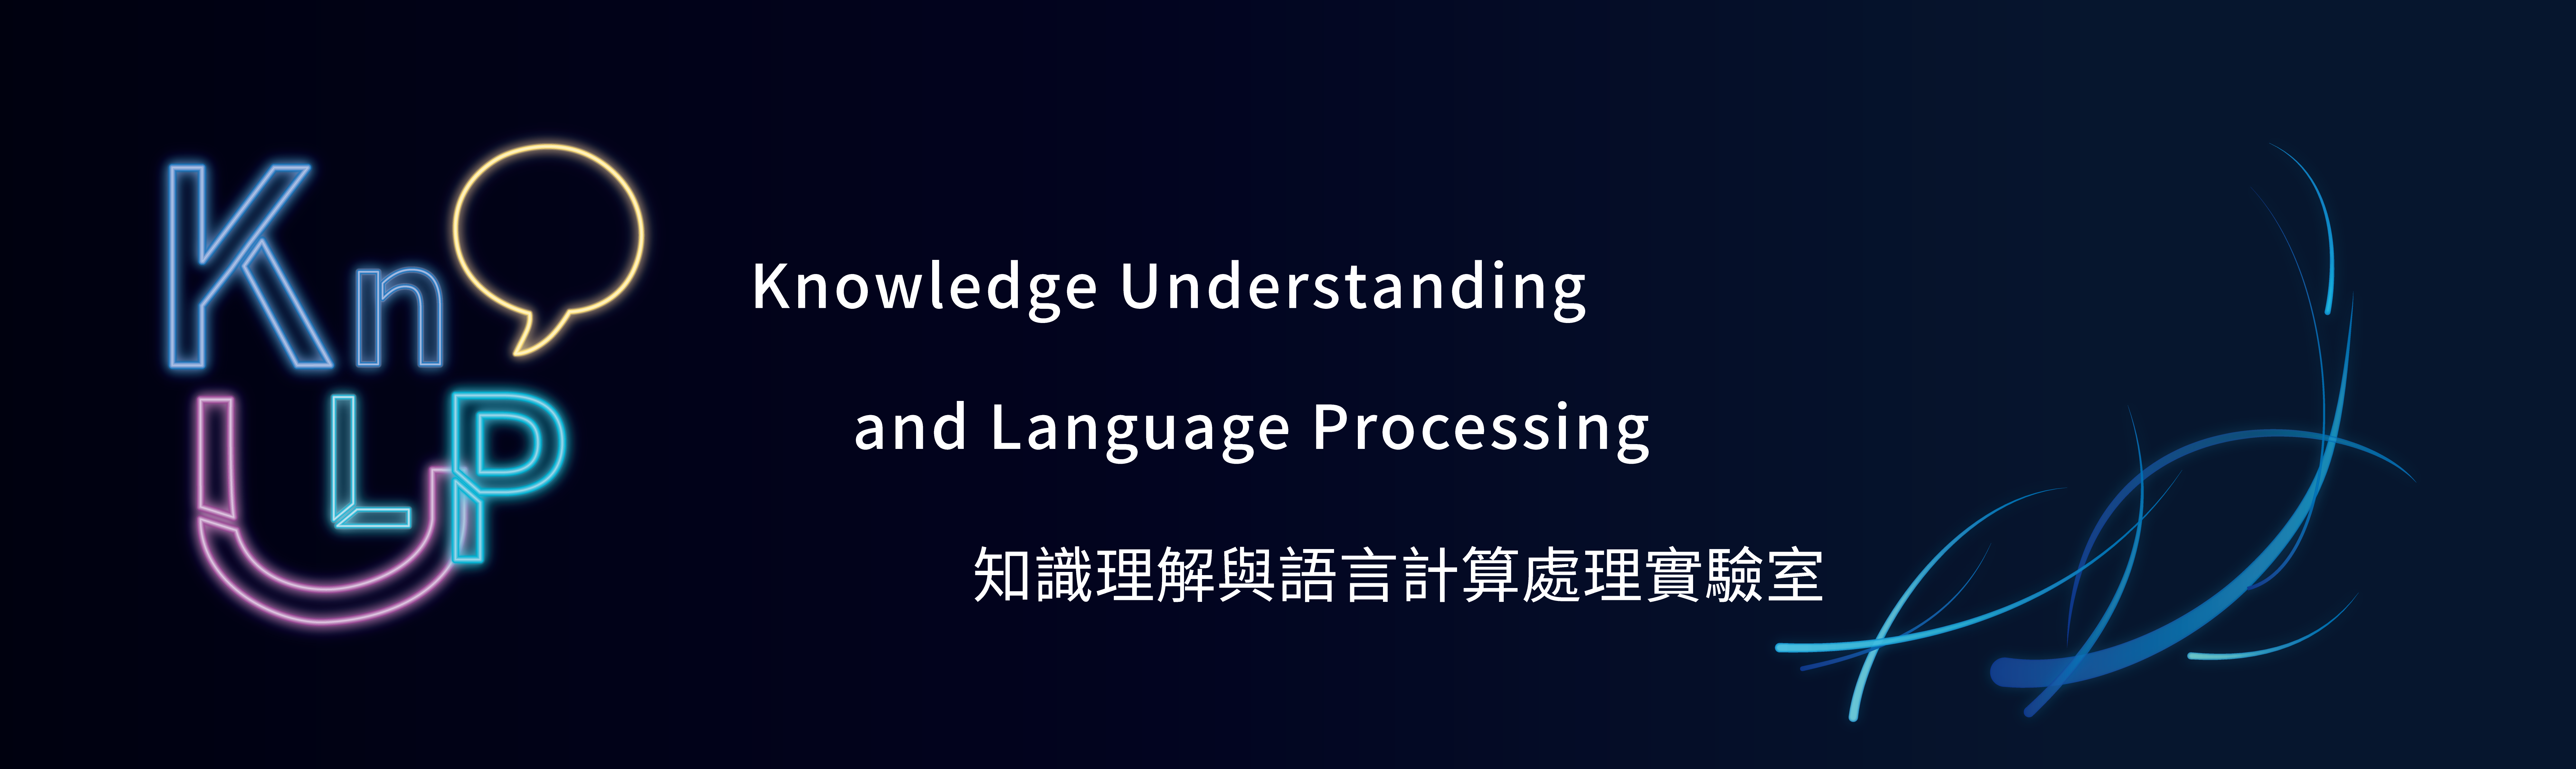 Kn
ULP
Knowledge Understanding
and Language Processing
知識理解與語言計算處理實驗室